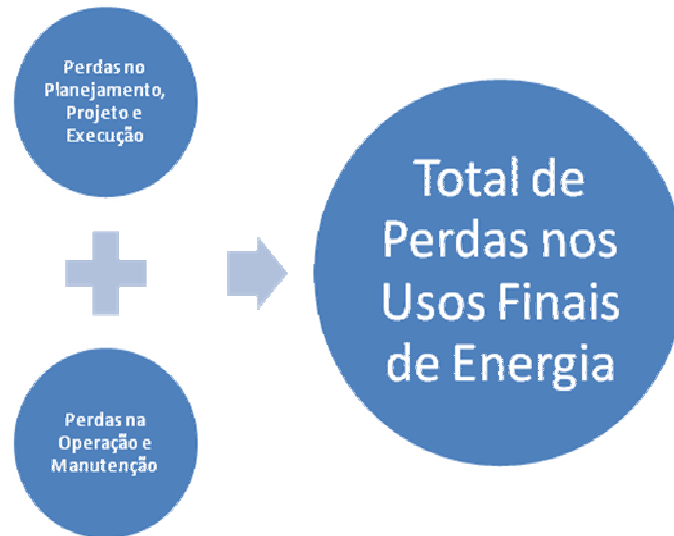 Perdas no
Planejamento,
Projeto e
Execução
Total de
Perdas nos
Usos Finais
de Energia
Perdas na
Operação e
Manutenção